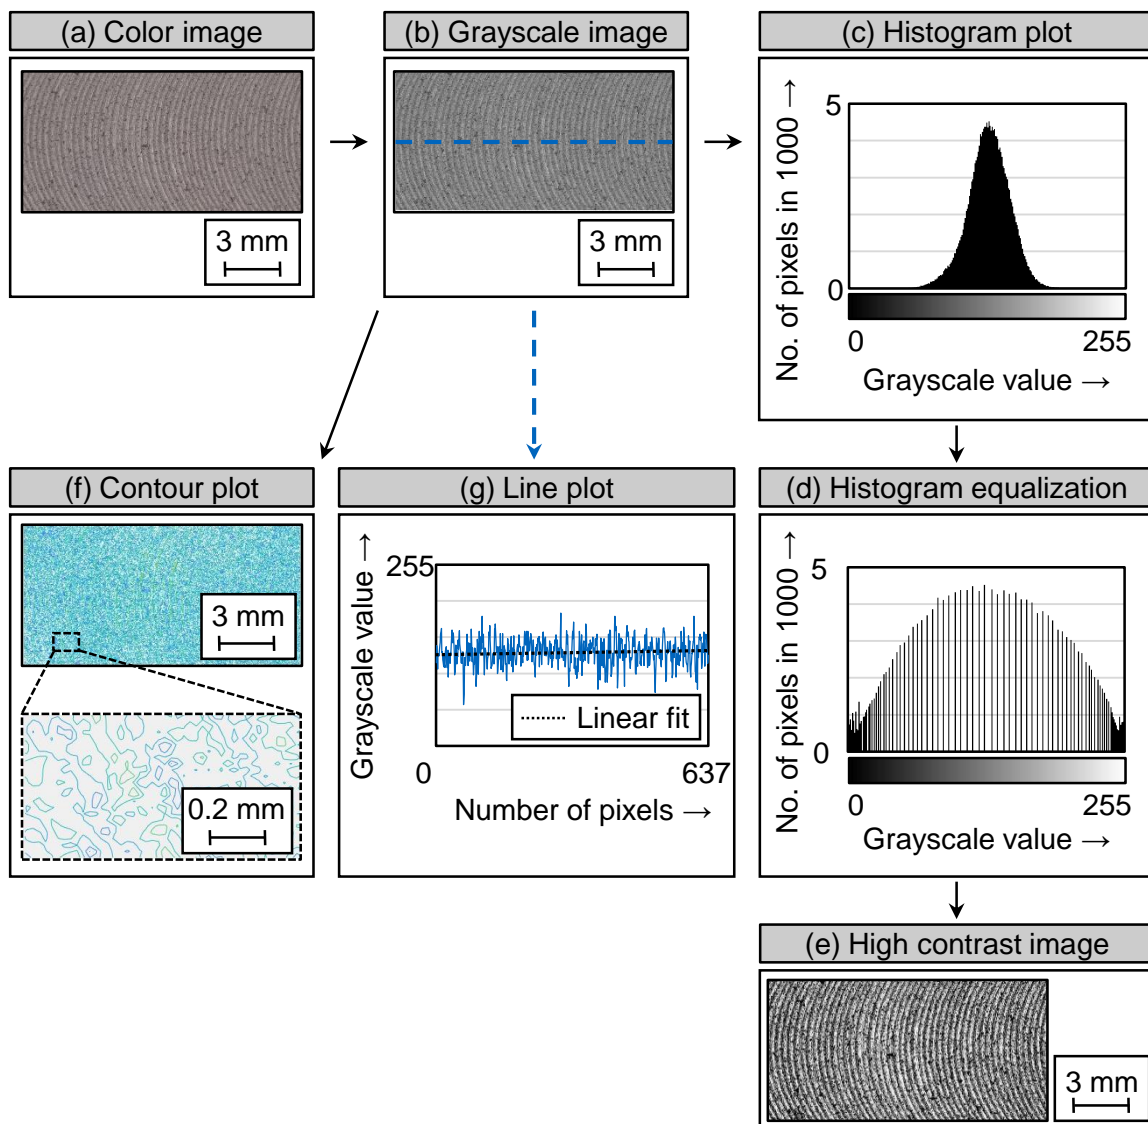 (a) Color image
3 mm
(b) Grayscale image
3 mm
(c) Histogram plot
No. of pixels in 1000 →
5
0
0
255
Grayscale value →
(f) Contour plot
3 mm
0.2 mm
(g) Line plot
Grayscale value →
255
Linear fit
0
637
Number of pixels →
(d) Histogram equalization
No. of pixels in 1000 →
5
0
0
255
Grayscale value →
(e) High contrast image
3 mm